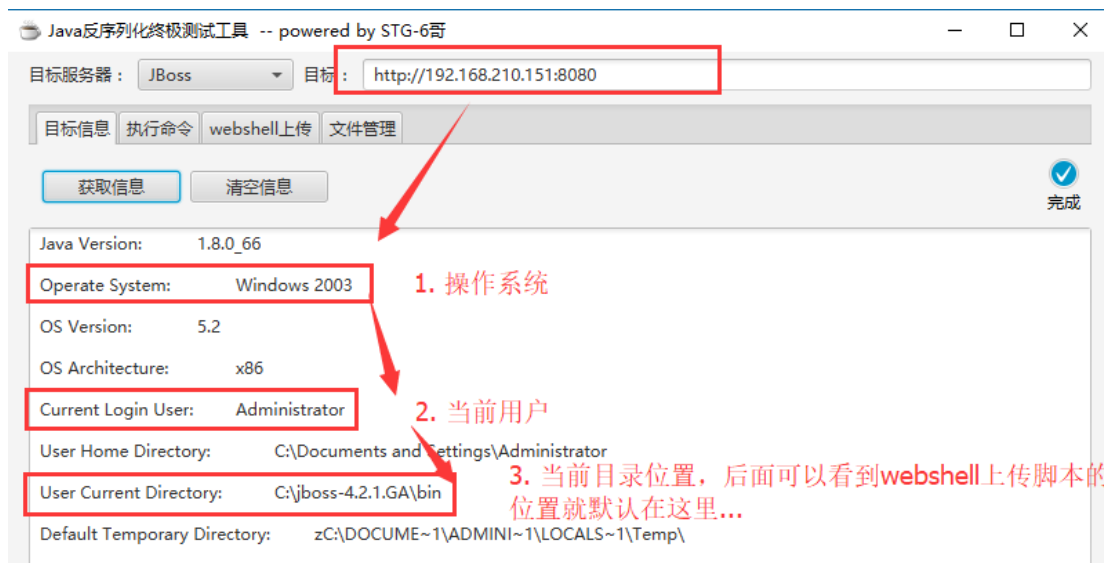 Java反序列化终极测试工具 -- powered by STG-6哥
目标服务器： JBoss 目标： http://192.168.210.151:8080
目标信息 执行命令 webshell上传 文件管理
获取信息 清空信息
完成
Java Version: 1.8.0_66
Operate System: Windows 2003 1. 操作系统
OS Version: 5.2
OS Architecture: x86
Current Login User: Administrator 2. 当前用户
User Home Directory: C:\Documents and Settings\Administrator
User Current Directory: C:\jboss-4.2.1.GA\bin
3. 当前目录位置，后面可以看到webshell上传脚本的
位置就默认在这里...
Default Temporary Directory: zC:\DOCUME~1\ADMINI~1\LOCALS~1\Temp\